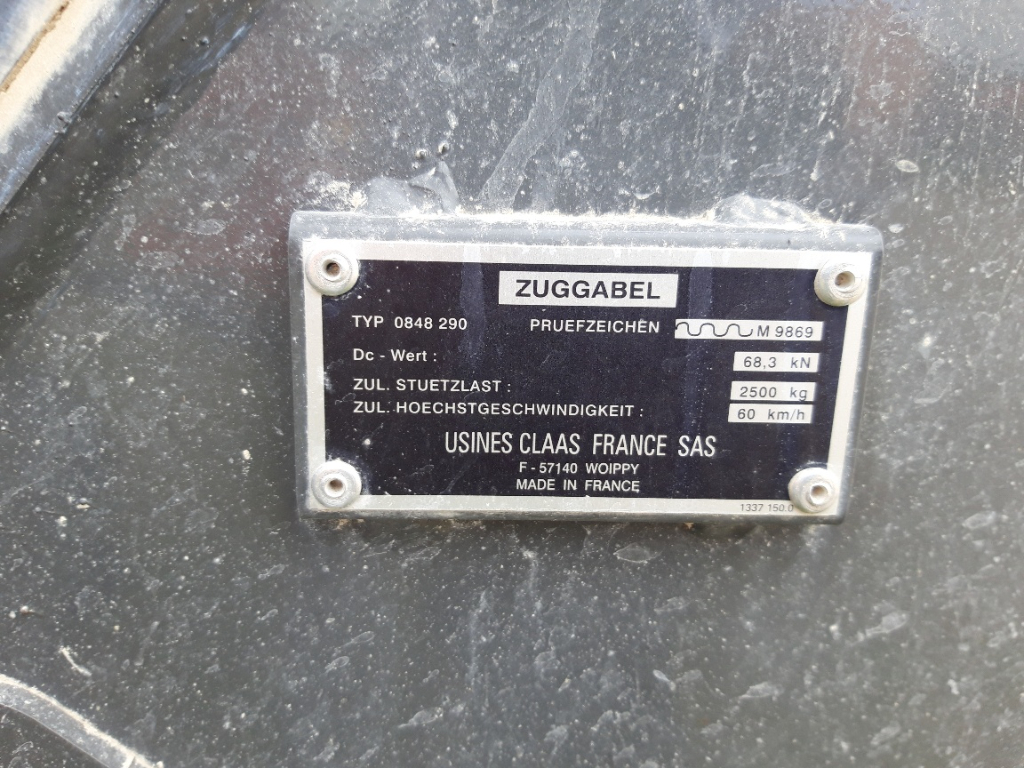 ZUGGABEL
TYP 0848 290 PRUEFZEICHEN M 9869
Dc - Wert : 68,3 kN
ZUL. STUETZLAST : 2500 kg
ZUL. HOECHSTGESCHWINDIGKEIT : 60 km/h
USINES CLAAS FRANCE SAS
F - 57140 WOIPPY
MADE IN FRANCE
1337 150.0